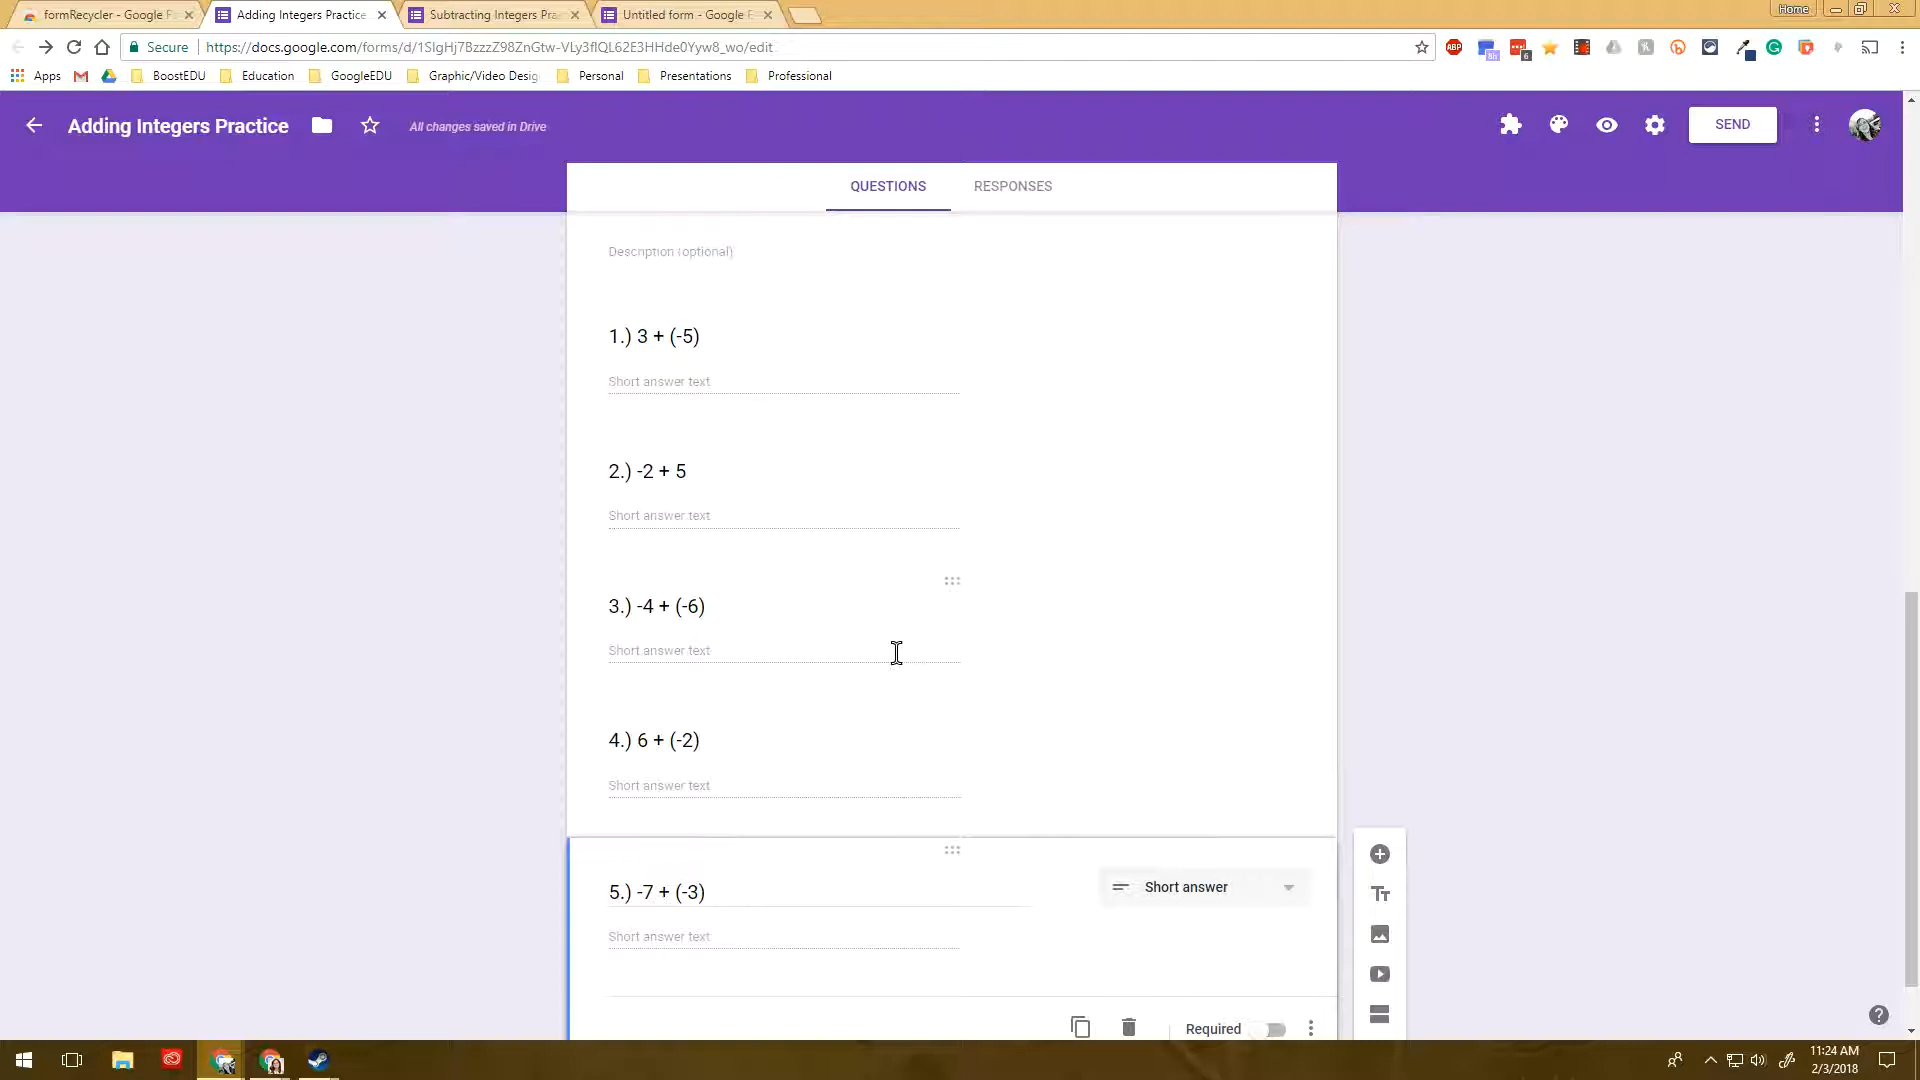 formRecycler - Google F
Adding Integers Practice
Subtracting Integers Pra
Untitled form - Google F
Home
Secure
https://docs.google.com/forms/d/1SIgHj7BzzzZ98ZnGtw-VLy3flQL62E3HHde0Yyw8_wo/edit
Apps
BoostEDU
Education
GoogleEDU
Graphic/Video Desig
Personal
Presentations
Professional
Adding Integers Practice
All changes saved in Drive
SEND
QUESTIONS
RESPONSES
Description (optional)
1.) 3 + (-5)
Short answer text
2.) -2 + 5
Short answer text
3.) -4 + (-6)
Short answer text
4.) 6 + (-2)
Short answer text
5.) -7 + (-3)
Short answer
Short answer text
Required
11:24 AM
2/3/2018